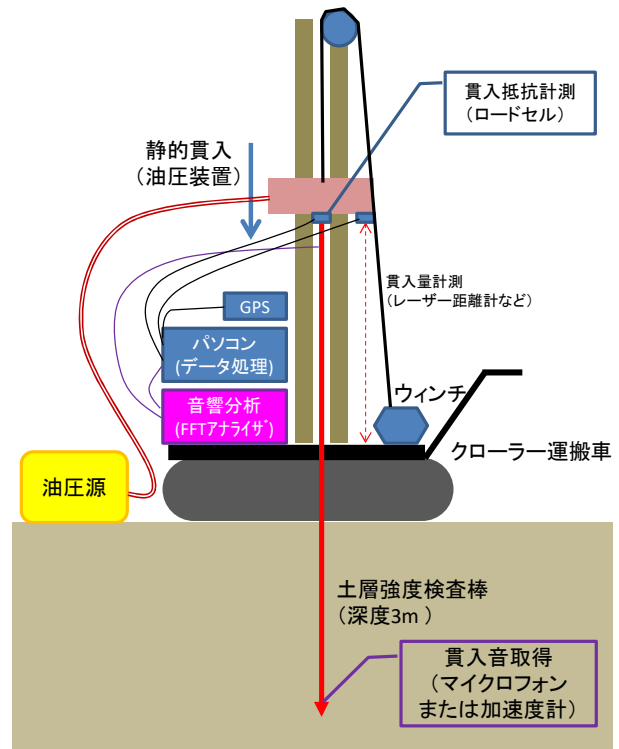 貫入抵抗計測
（ロードセル）
静的貫入
（油圧装置）
貫入量計測
（レーザー距離計など）
GPS
パソコン
(データ処理)
ウィンチ
音響分析
(FFTアナライザ)
クローラー運搬車
油圧源
土層強度検査棒
（深度3m ）
貫入音取得
（マイクロフォン
または加速度計）